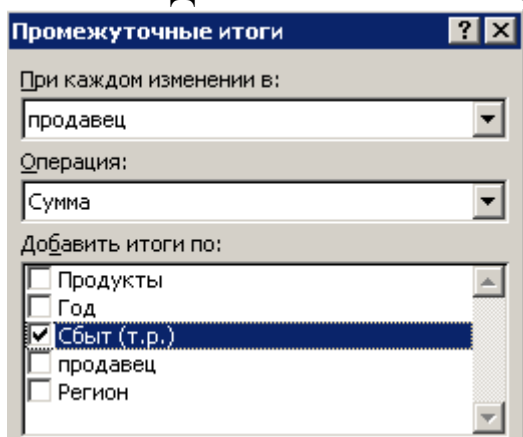 Промежуточные итоги
При каждом изменении в:
продавец
Операция:
Сумма
Добавить итоги по:
Продукты
Год
Сбыт (т.р.)
продавец
Регион